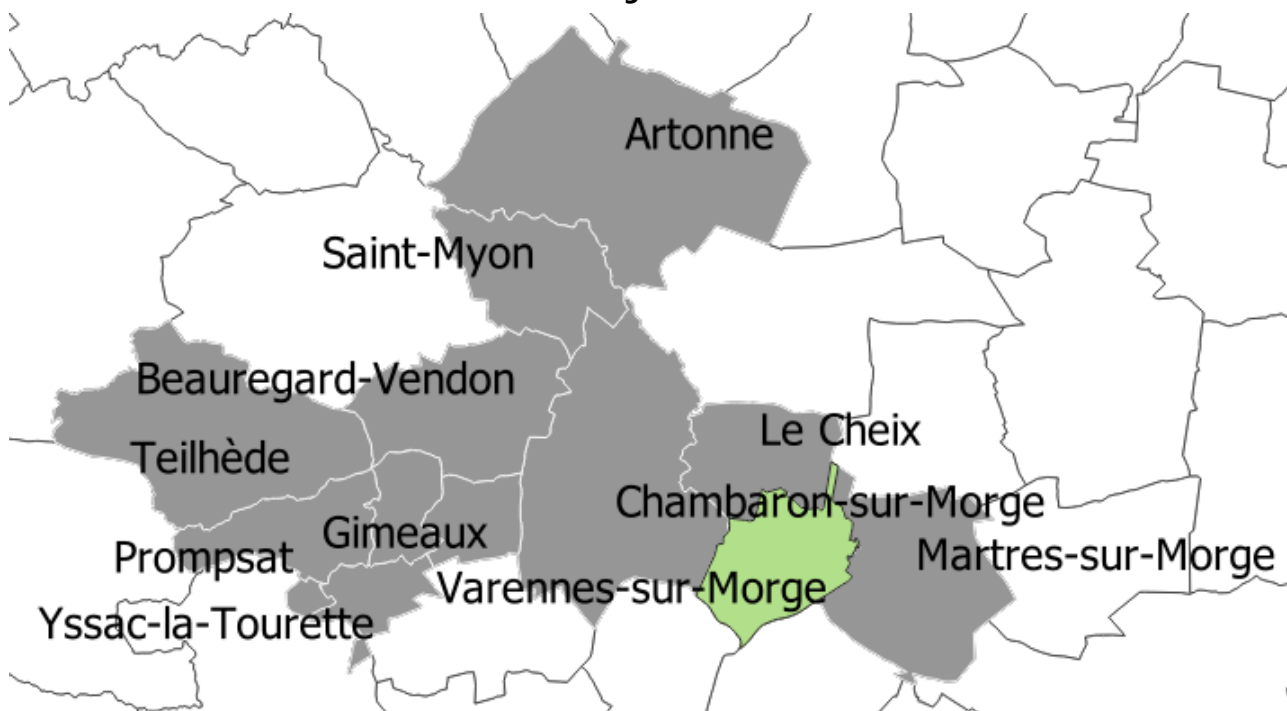 Artonne
Saint-Myon
Beauregard-Vendon
Le Cheix
Teilhède
Chambaron-sur-Morge
Gimeaux
Prompsat
Martres-sur-Morge
Varennes-sur-Morge
Yssac-la-Tourette